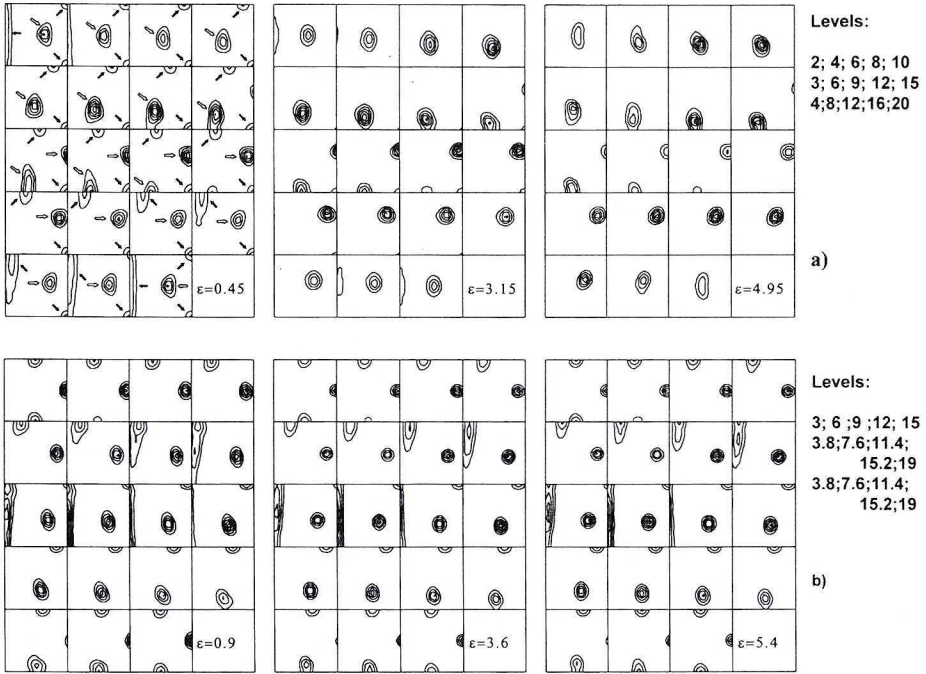 Levels:
2; 4; 6; 8; 10
3; 6; 9; 12; 15
4;8;12;16;20
a)
ε=0.45
ε=3.15
ε=4.95
Levels:
3; 6 ;9 ;12; 15
3.8;7.6;11.4;
15.2;19
3.8;7.6;11.4;
15.2;19
b)
ε=0.9
ε=3.6
ε=5.4